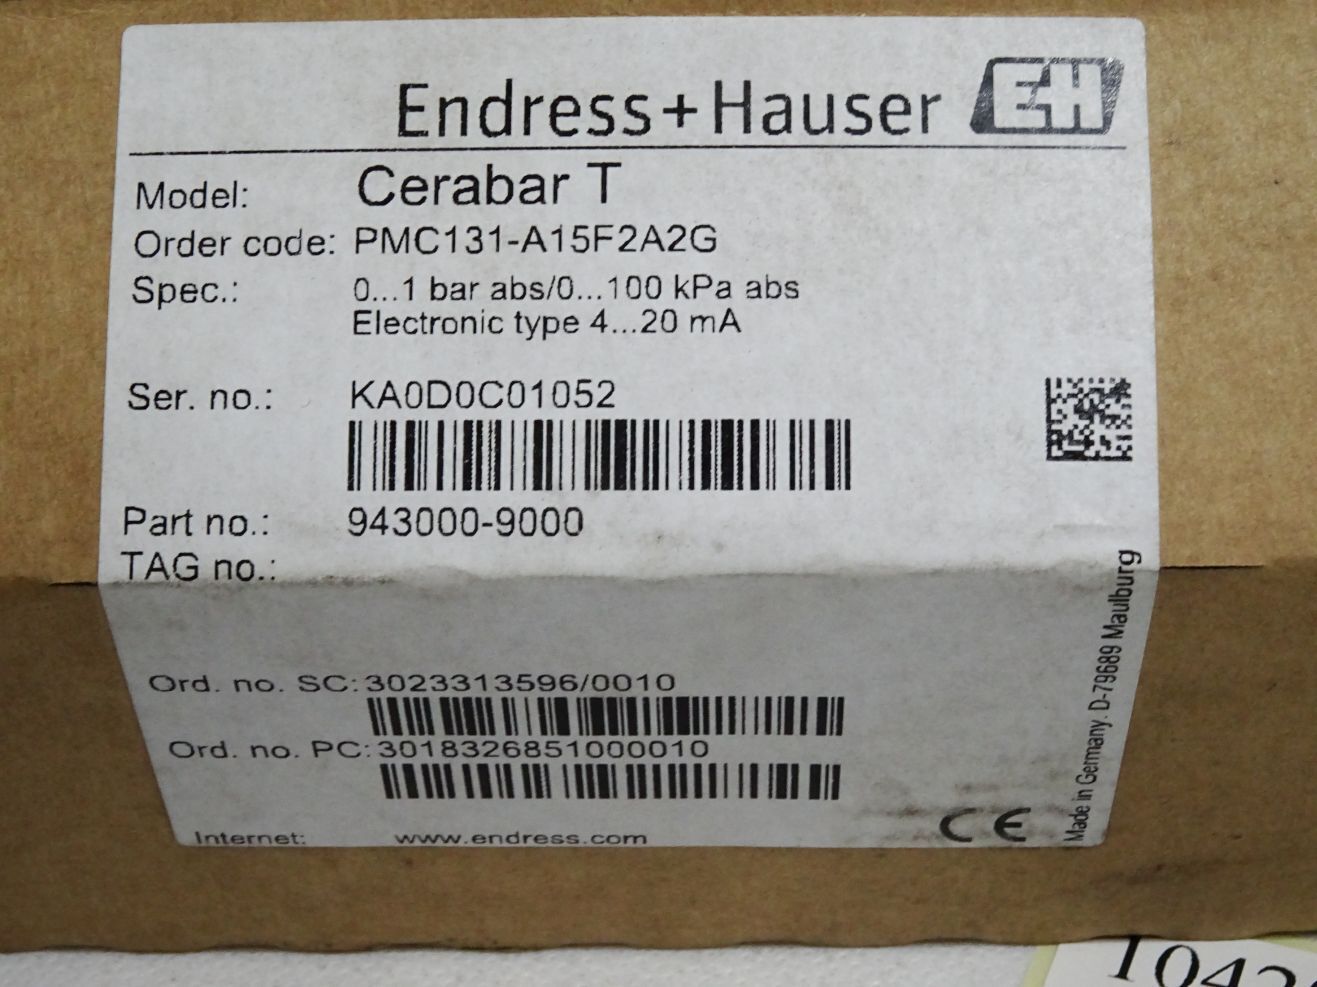 Endress+Hauser EH
Model: Cerabar T
Order code: PMC131-A15F2A2G
Spec.: 0...1 bar abs/0...100 kPa abs
Electronic type 4...20 mA
Ser. no.: KA0D0C01052
Part no.: 943000-9000
TAG no.:
Ord. no. SC: 3023313596/0010
Ord. no. PC: 3018326851000010
Internet: www.endress.com
CE
Made in Germany. D-79689 Maulburg